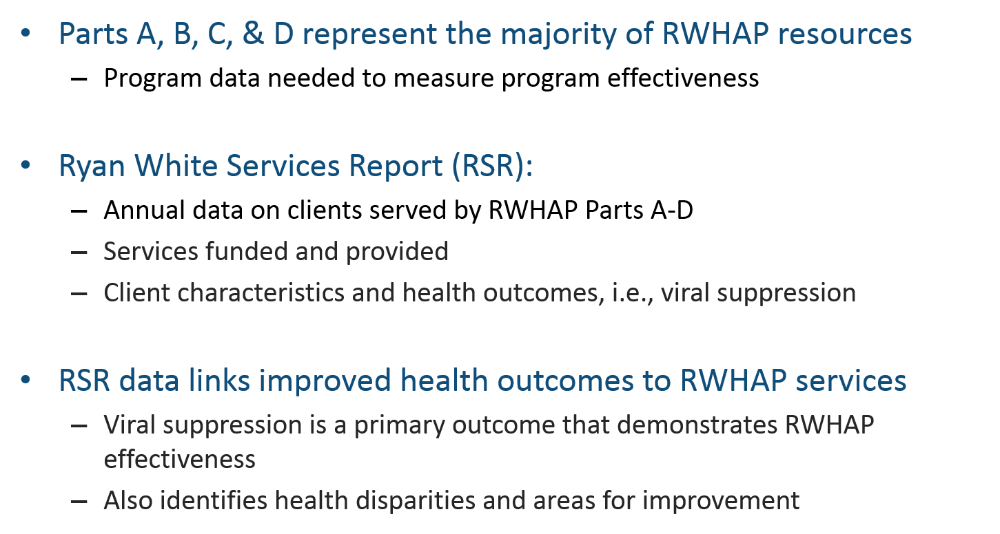 • Parts A, B, C, & D represent the majority of RWHAP resources
– Program data needed to measure program effectiveness
• Ryan White Services Report (RSR):
– Annual data on clients served by RWHAP Parts A-D
– Services funded and provided
– Client characteristics and health outcomes, i.e., viral suppression
• RSR data links improved health outcomes to RWHAP services
– Viral suppression is a primary outcome that demonstrates RWHAP
effectiveness
– Also identifies health disparities and areas for improvement